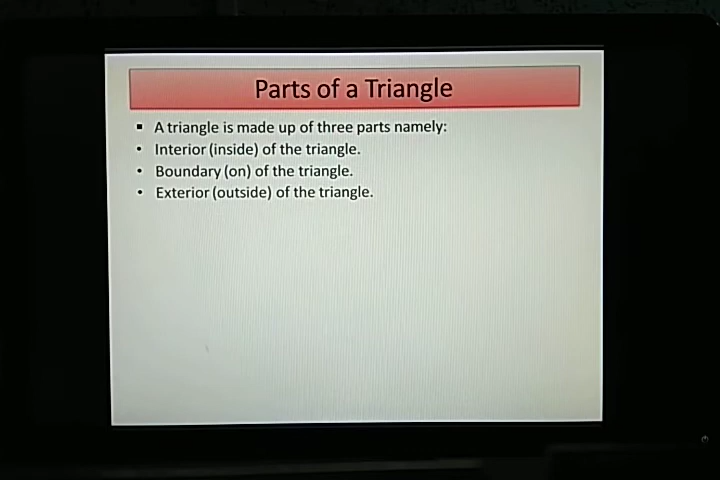 Parts of a Triangle
▪ A triangle is made up of three parts namely:
• Interior (inside) of the triangle.
• Boundary (on) of the triangle.
• Exterior (outside) of the triangle.